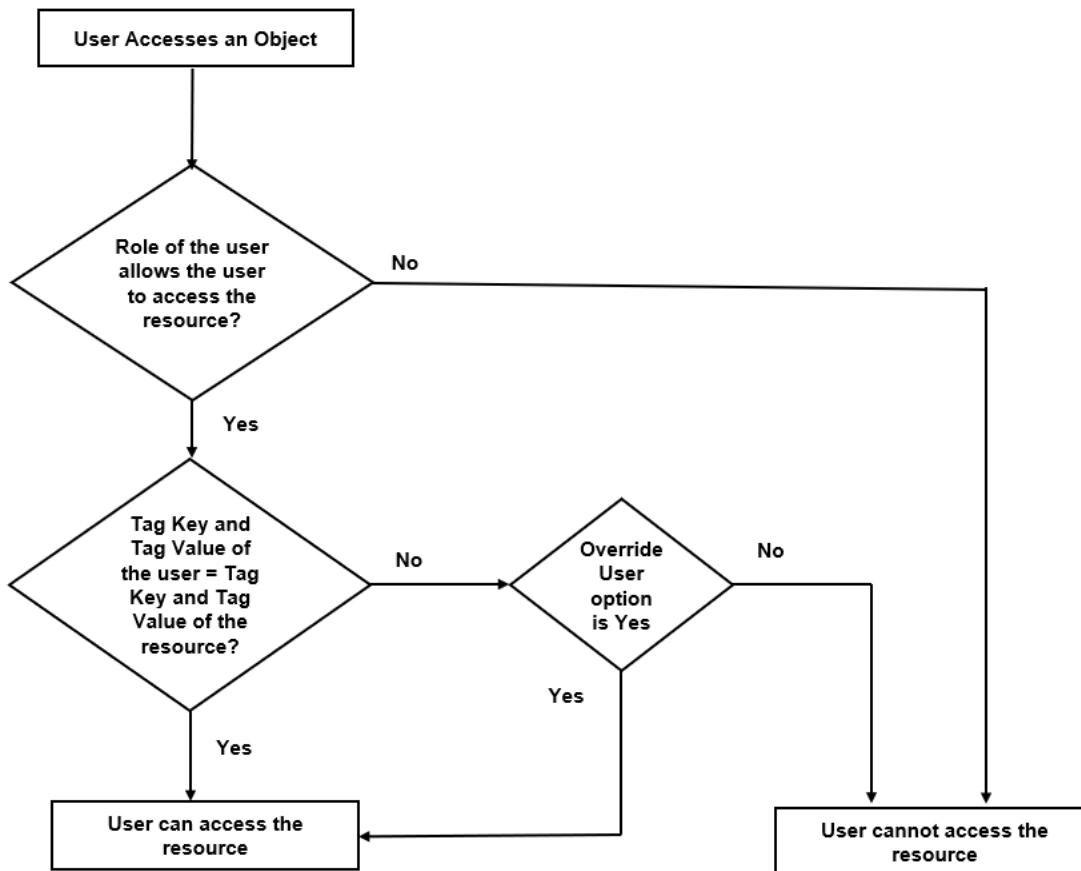 User Accesses an Object
Role of the user
allows the user
to access the
resource?
No
Yes
Tag Key and
Tag Value of
the user = Tag
Key and Tag
Value of the
resource?
No
Override
User
option
is Yes
No
Yes
Yes
User can access the
resource
User cannot access the
resource